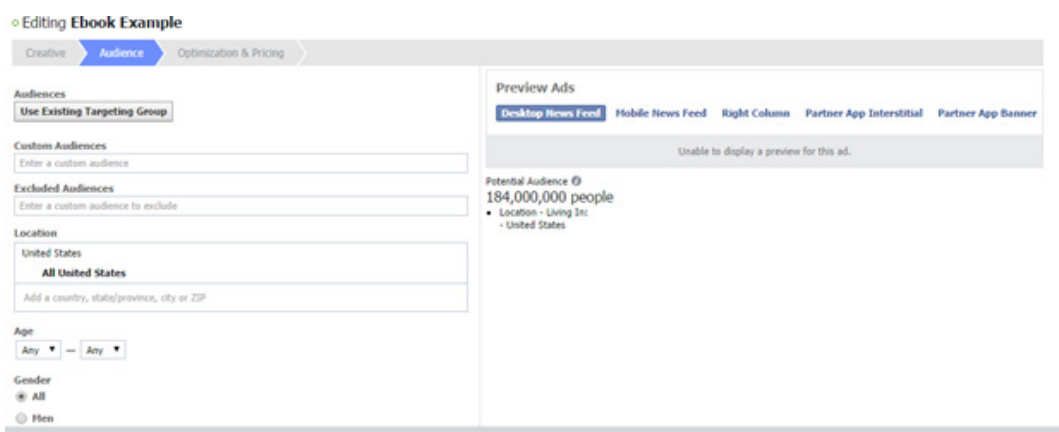 Editing Ebook Example
Creative Audience Optimization & Pricing
Audiences
Use Existing Targeting Group
Custom Audiences
Enter a custom audience
Excluded Audiences
Enter a custom audience to exclude
Location
United States
All United States
Add a country, state/province, city or ZIP
Age
Any — Any
Gender
All
Men
Preview Ads
Desktop News Feed Mobile News Feed Right Column Partner App Interstitial Partner App Banner
Unable to display a preview for this ad.
Potential Audience
184,000,000 people
• Location - Living In:
- United States